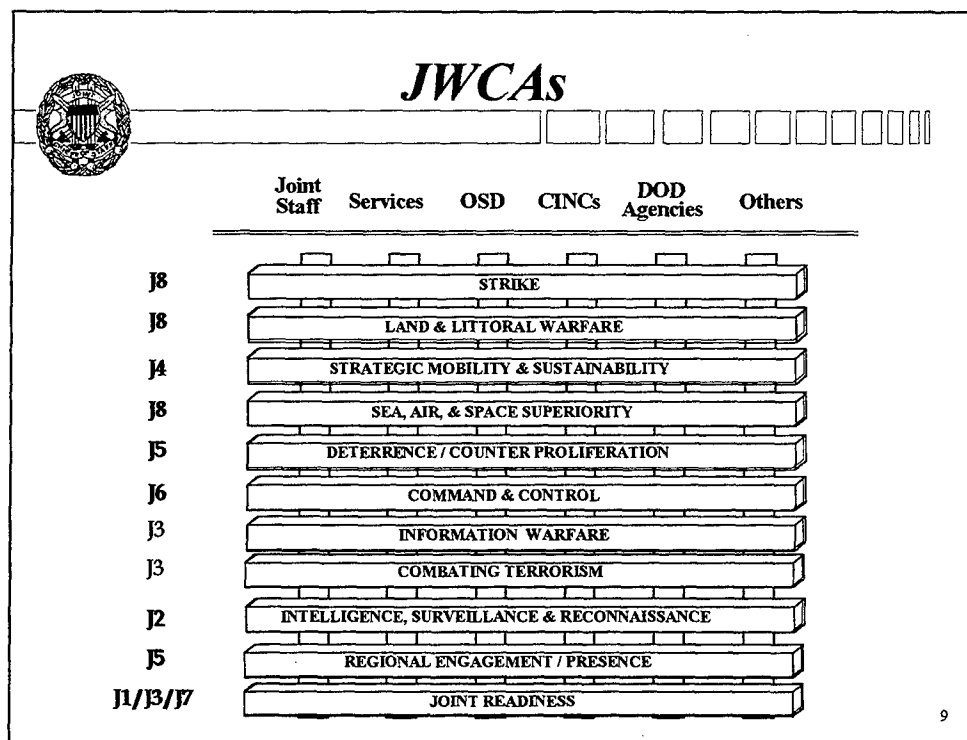 JWCAs
Joint Staff Services OSD CINCs DOD Agencies Others
J8 STRIKE
J8 LAND & LITTORAL WARFARE
J4 STRATEGIC MOBILITY & SUSTAINABILITY
J8 SEA, AIR, & SPACE SUPERIORITY
J5 DETERRENCE / COUNTER PROLIFERATION
J6 COMMAND & CONTROL
J3 INFORMATION WARFARE
J3 COMBATING TERRORISM
J2 INTELLIGENCE, SURVEILLANCE & RECONNAISSANCE
J5 REGIONAL ENGAGEMENT / PRESENCE
J1/J3/J7 JOINT READINESS
9